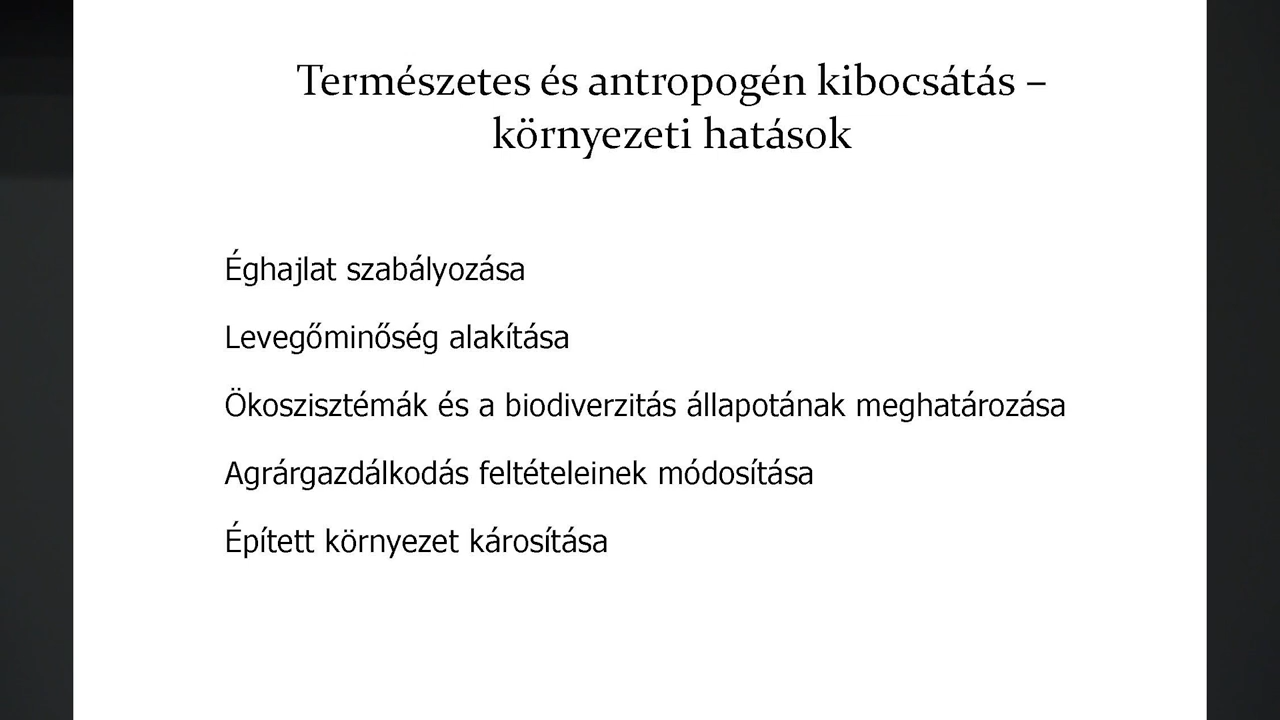 Természetes és antropogén kibocsátás –
környezeti hatások
Éghajlat szabályozása
Levegőminőség alakítása
Ökoszisztémák és a biodiverzitás állapotának meghatározása
Agrárgazdálkodás feltételeinek módosítása
Épített környezet károsítása